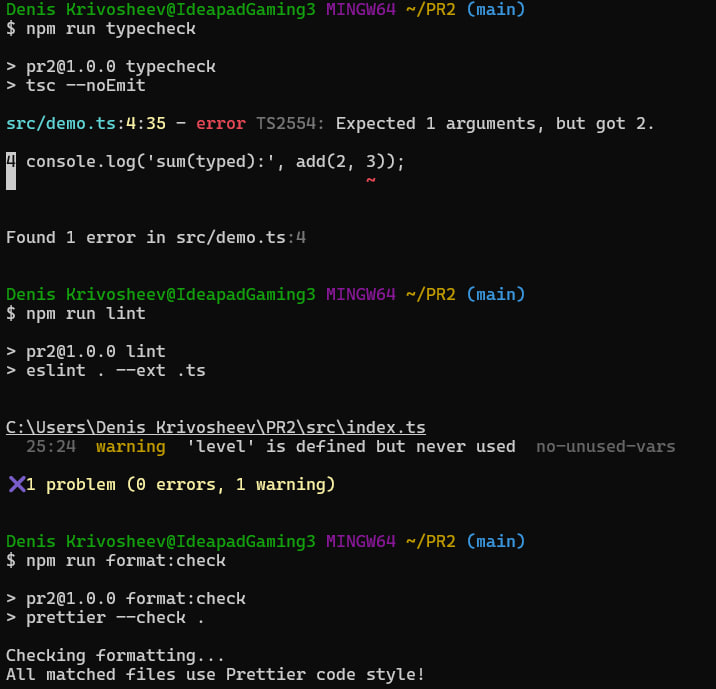 Denis Krivosheev@IdeapadGaming3 MINGW64 ~/PR2 (main)
$ npm run typecheck
> pr2@1.0.0 typecheck
> tsc --noEmit
src/demo.ts:4:35 - error TS2554: Expected 1 arguments, but got 2.
4 console.log('sum(typed):', add(2, 3));
~
Found 1 error in src/demo.ts:4
Denis Krivosheev@IdeapadGaming3 MINGW64 ~/PR2 (main)
$ npm run lint
> pr2@1.0.0 lint
> eslint . --ext .ts
C:\Users\Denis Krivosheev\PR2\src\index.ts
25:24 warning 'level' is defined but never used no-unused-vars
❌1 problem (0 errors, 1 warning)
Denis Krivosheev@IdeapadGaming3 MINGW64 ~/PR2 (main)
$ npm run format:check
> pr2@1.0.0 format:check
> prettier --check .
Checking formatting...
All matched files use Prettier code style!